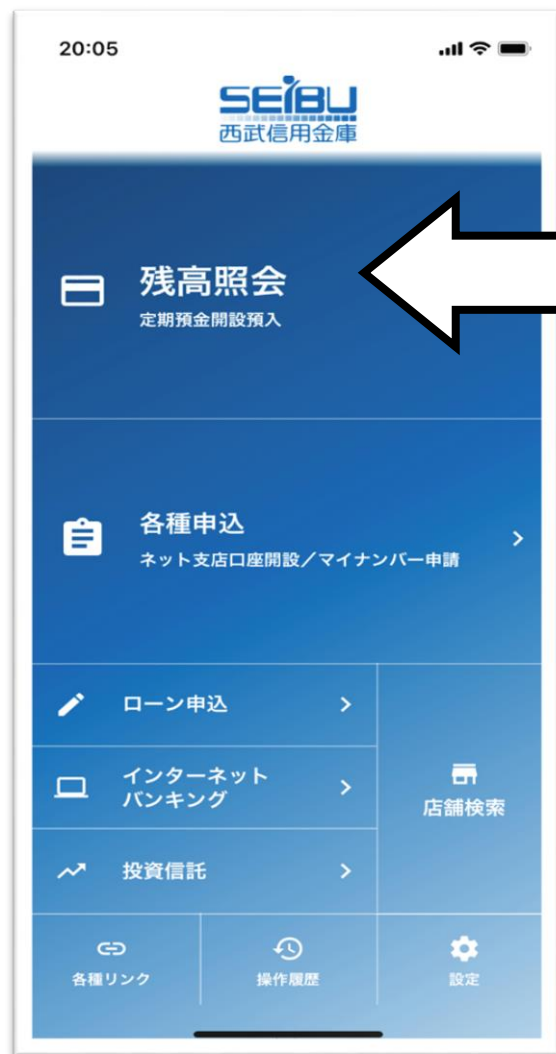 20:05
SEIBU
西武信用金庫
残高照会
定期預金開設預入
各種申込
ネット支店口座開設／マイナンバー申請
ローン申込
インターネット
バンキング
店舗検索
投資信託
各種リンク
操作履歴
設定